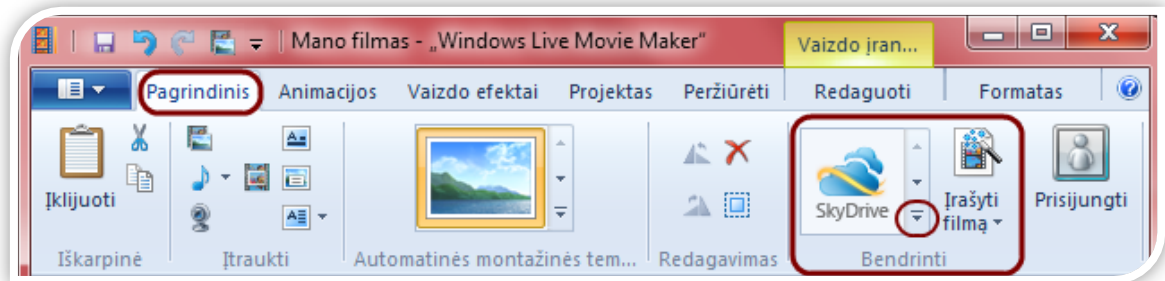 Mano filmas - „Windows Live Movie Maker"
Vaizdo įran...
Pagrindinis Animacijos Vaizdo efektai Projektas Peržiūrėti Redaguoti Formatas
Įklijuoti
SkyDrive
Įrašyti
filmą
Prisijungti
Iškarpinė Įtraukti Automatinės montažinės tem... Redagavimas Bendrinti